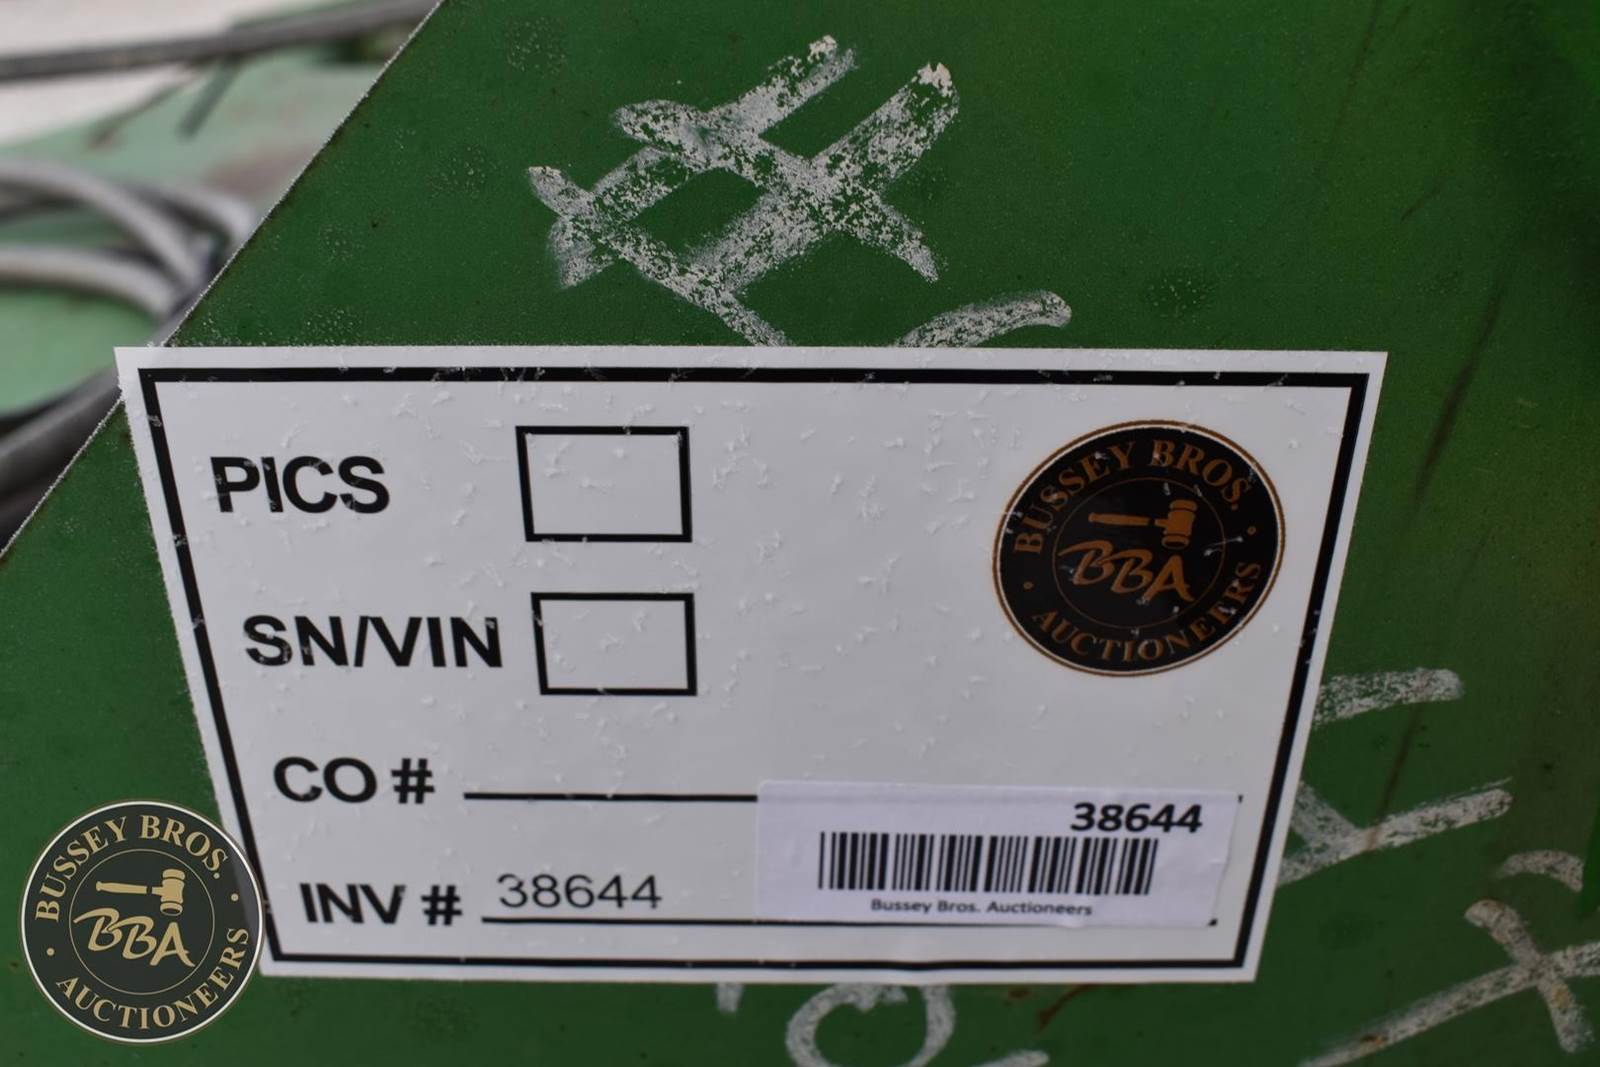 #
PICS
BUSSEY BROS.
BBA
AUCTIONEERS
SN/VIN
CO #
38644
INV # 38644
Bussey Bros. Auctioneers
BUSSEY BROS.
BBA
AUCTIONEERS